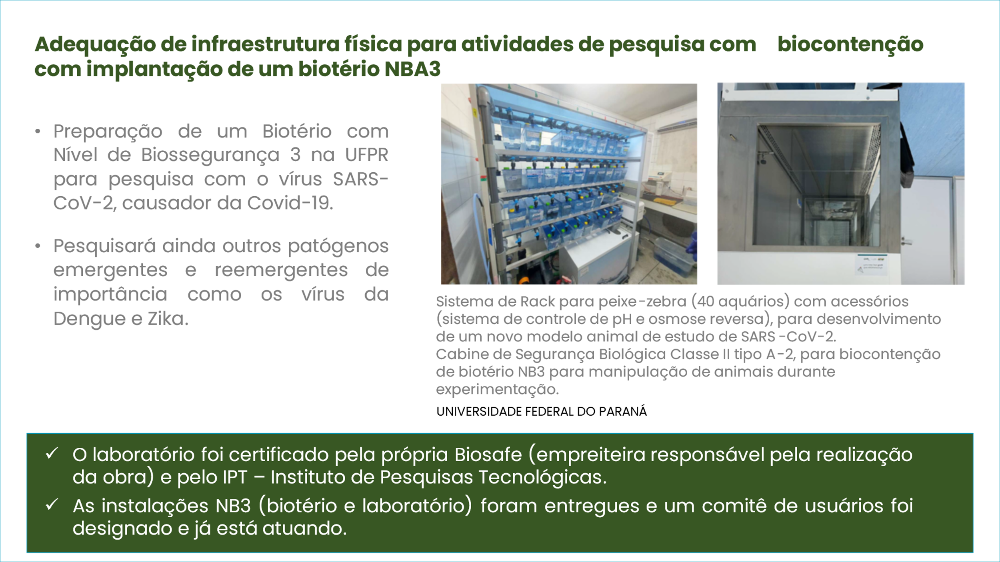 Adequação de infraestrutura física para atividades de pesquisa com biocontenção
com implantação de um biotério NBA3
• Preparação de um Biotério com
Nível de Biossegurança 3 na UFPR
para pesquisa com o vírus SARS-
CoV-2, causador da Covid-19.
• Pesquisará ainda outros patógenos
emergentes e reemergentes de
importância como os vírus da
Dengue e Zika.
Sistema de Rack para peixe-zebra (40 aquários) com acessórios
(sistema de controle de pH e osmose reversa), para desenvolvimento
de um novo modelo animal de estudo de SARS -CoV-2.
Cabine de Segurança Biológica Classe II tipo A-2, para biocontenção
de biotério NB3 para manipulação de animais durante
experimentação.
UNIVERSIDADE FEDERAL DO PARANÁ
✓ O laboratório foi certificado pela própria Biosafe (empreiteira responsável pela realização
da obra) e pelo IPT – Instituto de Pesquisas Tecnológicas.
✓ As instalações NB3 (biotério e laboratório) foram entregues e um comitê de usuários foi
designado e já está atuando.